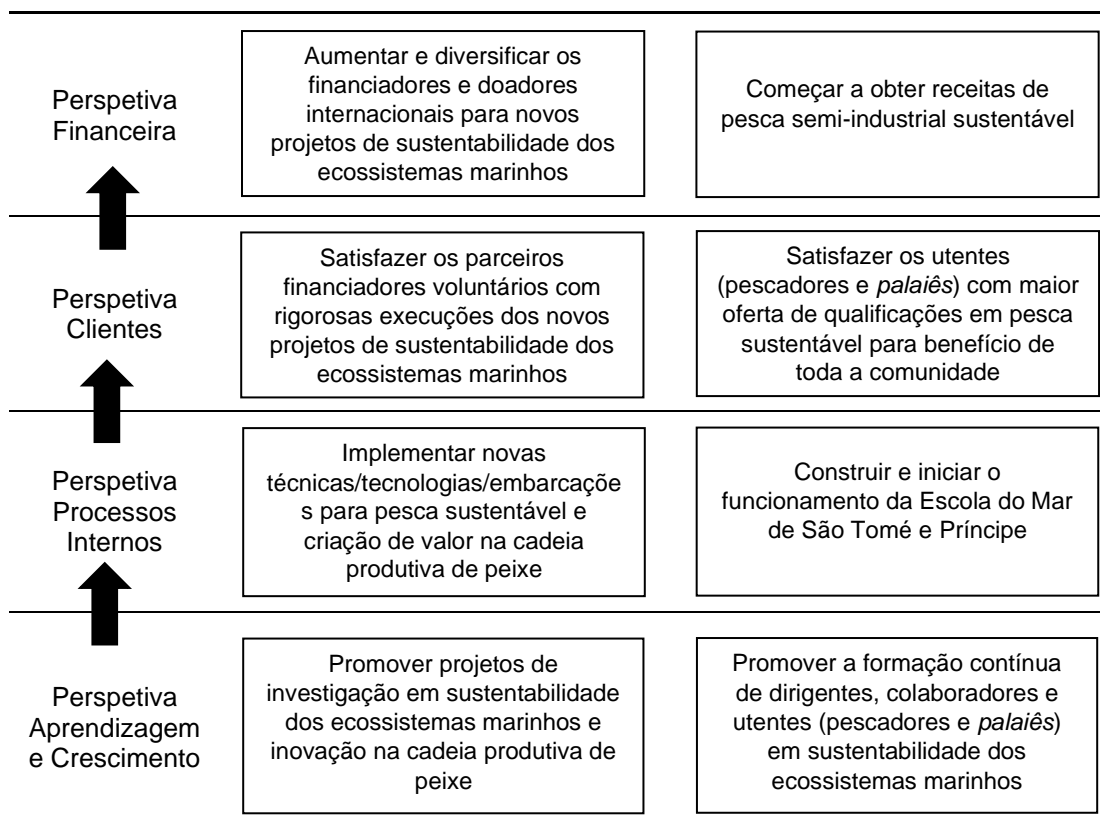 Perspetiva
Financeira
Aumentar e diversificar os
financiadores e doadores
internacionais para novos
projetos de sustentabilidade dos
ecossistemas marinhos
Começar a obter receitas de
pesca semi-industrial sustentável
Perspetiva
Clientes
Satisfazer os parceiros
financiadores voluntários com
rigorosas execuções dos novos
projetos de sustentabilidade dos
ecossistemas marinhos
Satisfazer os utentes
(pescadores e palaiês) com maior
oferta de qualificações em pesca
sustentável para benefício de
toda a comunidade
Perspetiva
Processos
Internos
Implementar novas
técnicas/tecnologias/embarcaçõe
s para pesca sustentável e
criação de valor na cadeia
produtiva de peixe
Construir e iniciar o
funcionamento da Escola do Mar
de São Tomé e Príncipe
Perspetiva
Aprendizagem
e Crescimento
Promover projetos de
investigação em sustentabilidade
dos ecossistemas marinhos e
inovação na cadeia produtiva de
peixe
Promover a formação contínua
de dirigentes, colaboradores e
utentes (pescadores e palaiês)
em sustentabilidade dos
ecossistemas marinhos